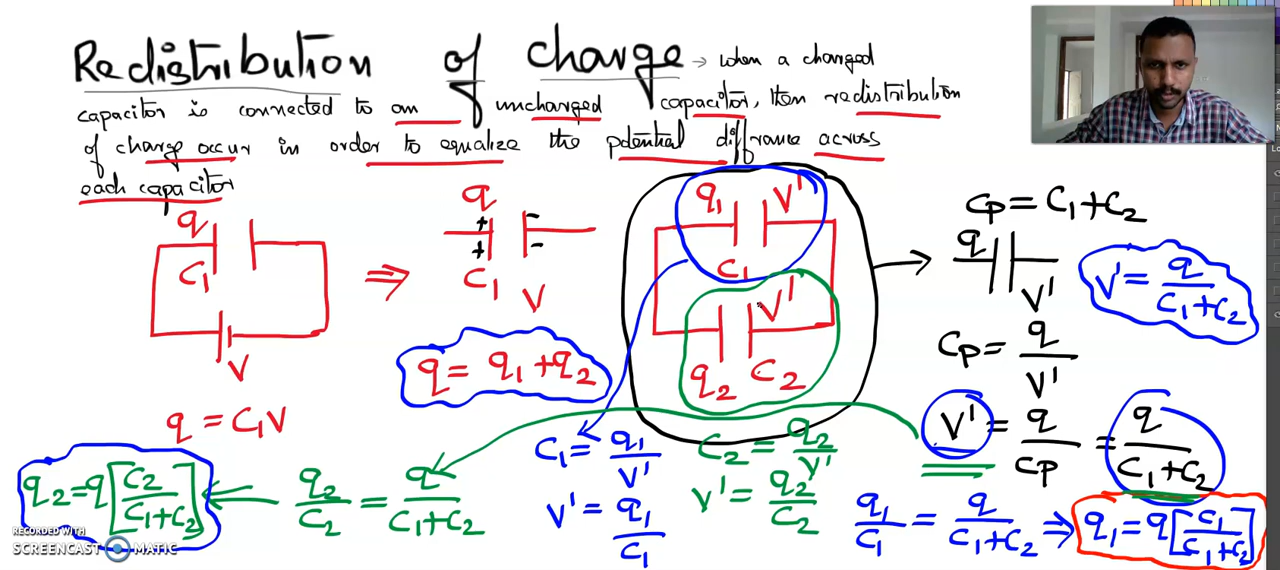 Redistribution of charge → when a charged
capacitor is connected to an uncharged capacitor, then redistribution
of charge occur in order to equalize the potential diffrance across
each capacitor
q
C₁
V
q = C₁V
⇒
q
+ -
+ -
C₁ V
q = q₁ + q₂
q₁ V'
C₁
V'
q₂ C₂
Cp = C₁ + C₂
q
V'
V' = q/(C₁+C₂)
Cp = q/V'
V' = q/Cp = q/(C₁+C₂)
C₁ = q₁/V'
V' = q₁/C₁
C₂ = q₂/V'
V' = q₂/C₂
q₁/C₁ = q/(C₁+C₂) ⇒ q₁ = q[C₁/(C₁+C₂)]
q₂/C₂ = q/(C₁+C₂)
q₂ = q[C₂/(C₁+C₂)]
RECORDED WITH
SCREENCAST MATIC